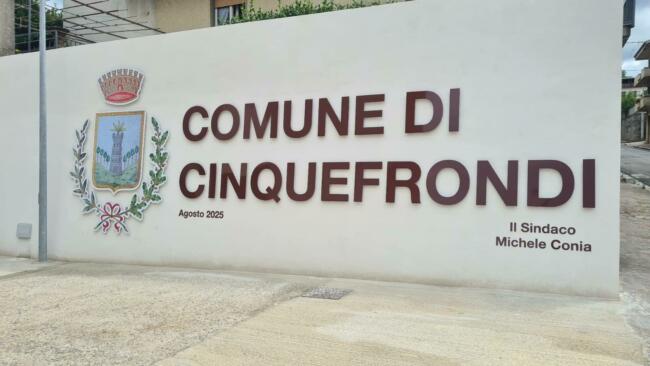 COMUNE DI
CINQUEFRONDI
Agosto 2025
Il Sindaco
Michele Conia